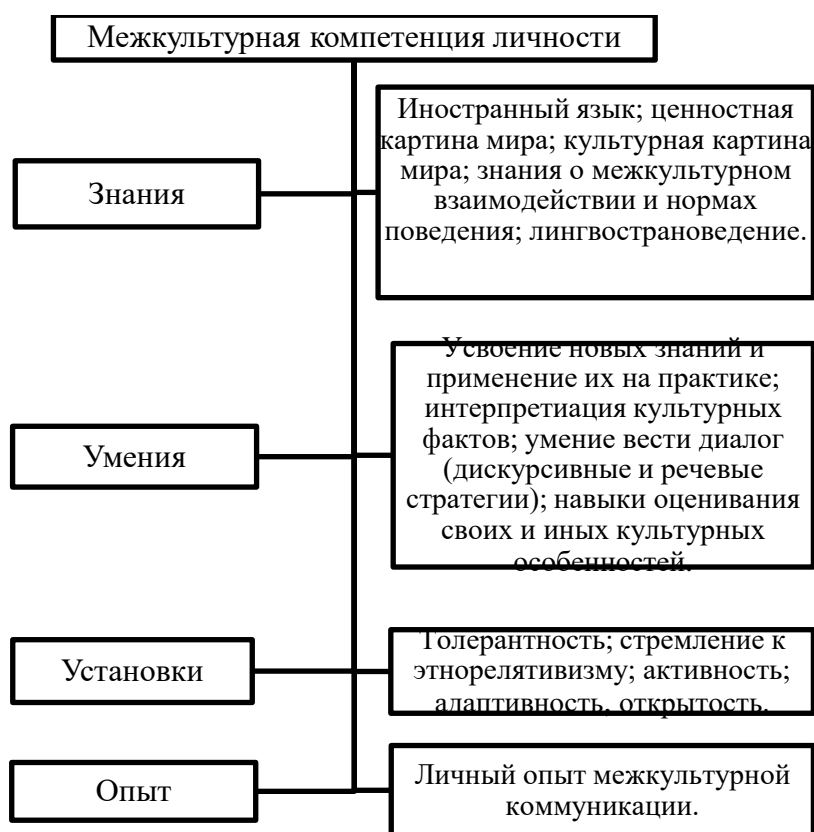 Межкультурная компетенция личности
Иностранный язык; ценностная
картина мира; культурная картина
мира; знания о межкультурном
взаимодействии и нормах
поведения; лингвострановедение.
Знания
Усвоение новых знаний и
применение их на практике;
интерпретиация культурных
фактов; умение вести диалог
(дискурсивные и речевые
стратегии); навыки оценивания
своих и иных культурных
особенностей.
Умения
Толерантность; стремление к
этнорелятивизму; активность;
адаптивность, открытость.
Установки
Личный опыт межкультурной
коммуникации.
Опыт